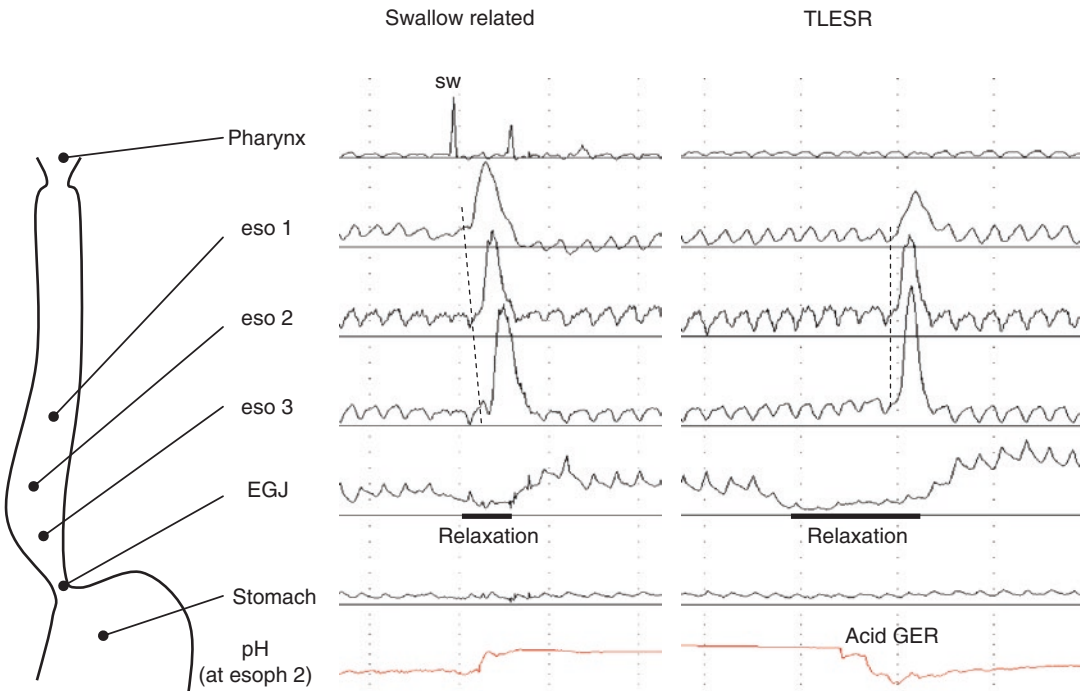 Swallow related
TLESR
sw
Pharynx
eso 1
eso 2
eso 3
EGJ
Relaxation
Relaxation
Stomach
Acid GER
pH
(at esoph 2)